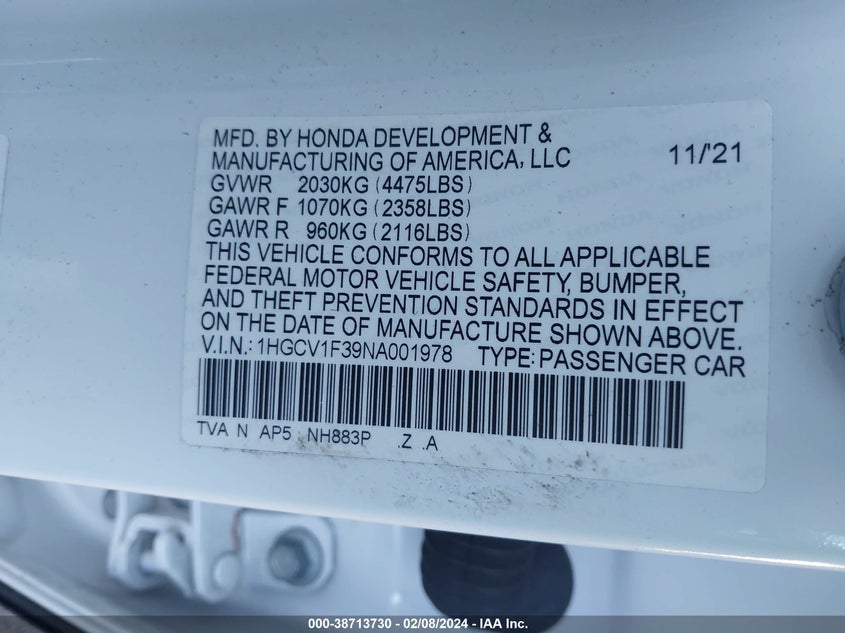 MFD. BY HONDA DEVELOPMENT &
MANUFACTURING OF AMERICA, LLC 11/'21
GVWR 2030KG (4475LBS)
GAWR F 1070KG (2358LBS)
GAWR R 960KG (2116LBS)
THIS VEHICLE CONFORMS TO ALL APPLICABLE
FEDERAL MOTOR VEHICLE SAFETY, BUMPER,
AND THEFT PREVENTION STANDARDS IN EFFECT
ON THE DATE OF MANUFACTURE SHOWN ABOVE.
V.I.N.: 1HGCV1F39NA001978 TYPE: PASSENGER CAR
TVA N AP5 NH883P .Z .A
000-38713730 - 02/08/2024 - IAA Inc.